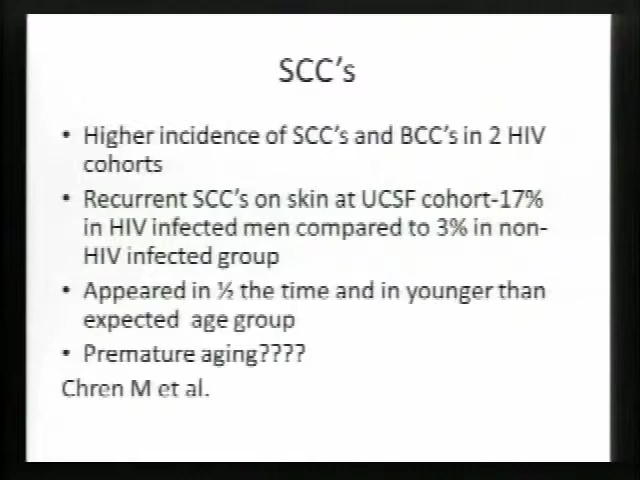 SCC's
• Higher incidence of SCC's and BCC's in 2 HIV
cohorts
• Recurrent SCC's on skin at UCSF cohort-17%
in HIV infected men compared to 3% in non-
HIV infected group
• Appeared in ½ the time and in younger than
expected  age group
• Premature aging????
Chren M et al.